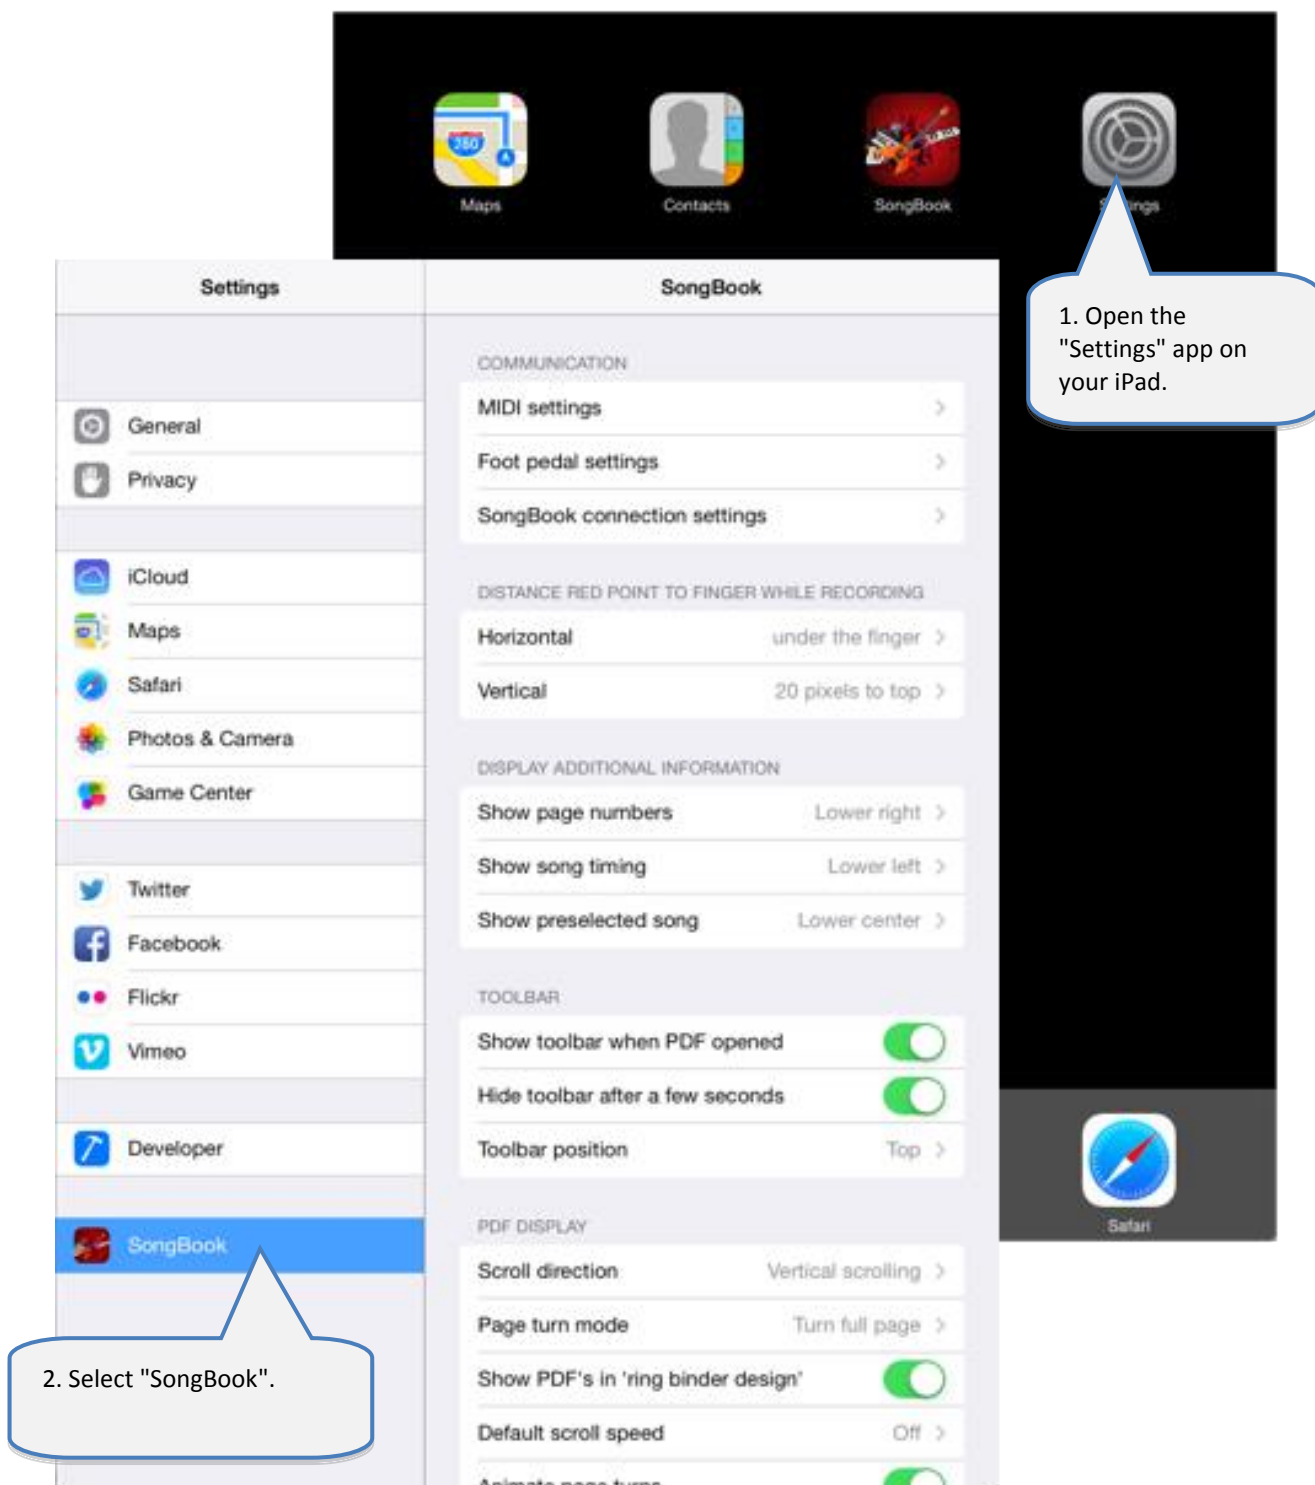 280
Maps
Contacts
SongBook
1. Open the
"Settings" app on
your iPad.
Settings
General
Privacy
iCloud
Maps
Safari
Photos & Camera
Game Center
Twitter
Facebook
Flickr
Vimeo
Developer
SongBook
2. Select "SongBook".
SongBook
COMMUNICATION
MIDI settings
Foot pedal settings
SongBook connection settings
DISTANCE RED POINT TO FINGER WHILE RECORDING
Horizontal under the finger
Vertical 20 pixels to top
DISPLAY ADDITIONAL INFORMATION
Show page numbers Lower right
Show song timing Lower left
Show preselected song Lower center
TOOLBAR
Show toolbar when PDF opened
Hide toolbar after a few seconds
Toolbar position Top
PDF DISPLAY
Scroll direction Vertical scrolling
Page turn mode Turn full page
Show PDF's in 'ring binder design'
Default scroll speed Off
Animate page turns
Safari